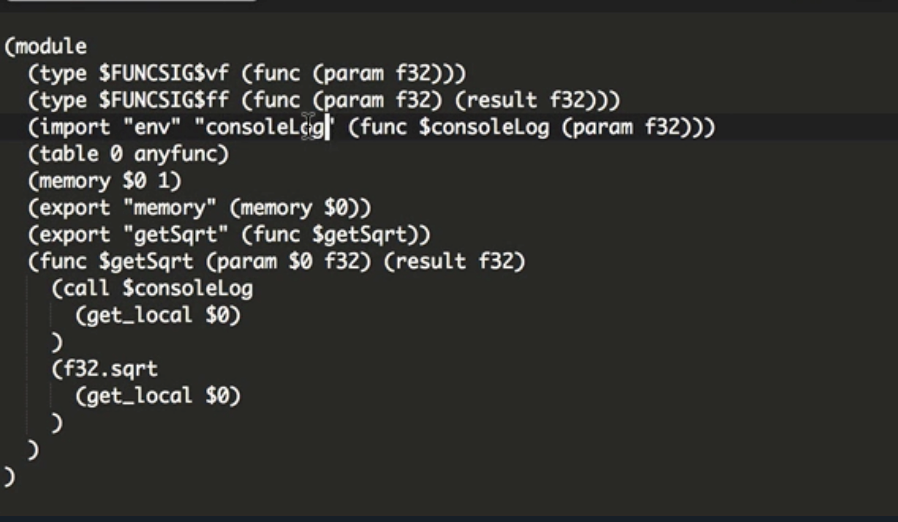 (module
(type $FUNCSIG$vf (func (param f32)))
(type $FUNCSIG$ff (func (param f32) (result f32)))
(import "env" "consoleLog" (func $consoleLog (param f32)))
(table 0 anyfunc)
(memory $0 1)
(export "memory" (memory $0))
(export "getSqrt" (func $getSqrt))
(func $getSqrt (param $0 f32) (result f32)
(call $consoleLog
(get_local $0)
)
(f32.sqrt
(get_local $0)
)
)
)